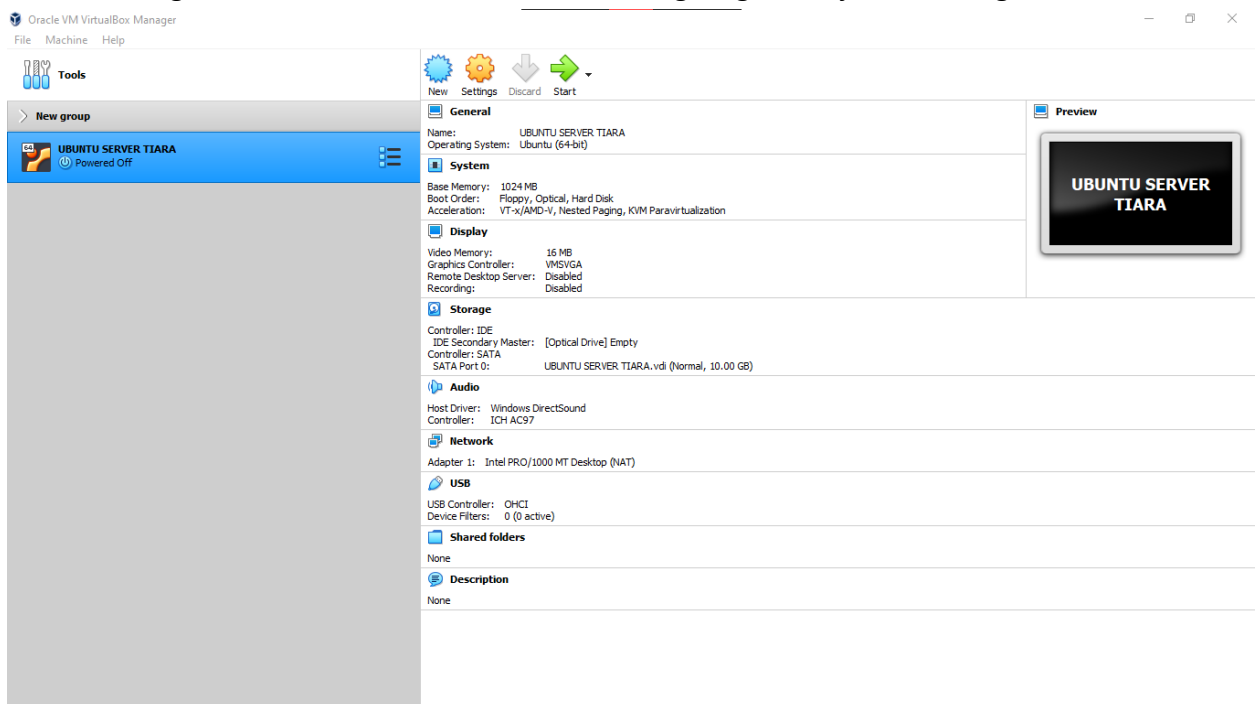 Oracle VM VirtualBox Manager
File Machine Help
Tools
New group
64 UBUNTU SERVER TIARA
Powered Off
New Settings Discard Start
General
Name: UBUNTU SERVER TIARA
Operating System: Ubuntu (64-bit)
System
Base Memory: 1024 MB
Boot Order: Floppy, Optical, Hard Disk
Acceleration: VT-x/AMD-V, Nested Paging, KVM Paravirtualization
Display
Video Memory: 16 MB
Graphics Controller: VMSVGA
Remote Desktop Server: Disabled
Recording: Disabled
Preview
UBUNTU SERVER
TIARA
Storage
Controller: IDE
IDE Secondary Master: [Optical Drive] Empty
Controller: SATA
SATA Port 0: UBUNTU SERVER TIARA.vdi (Normal, 10.00 GB)
Audio
Host Driver: Windows DirectSound
Controller: ICH AC97
Network
Adapter 1: Intel PRO/1000 MT Desktop (NAT)
USB
USB Controller: OHCI
Device Filters: 0 (0 active)
Shared folders
None
Description
None